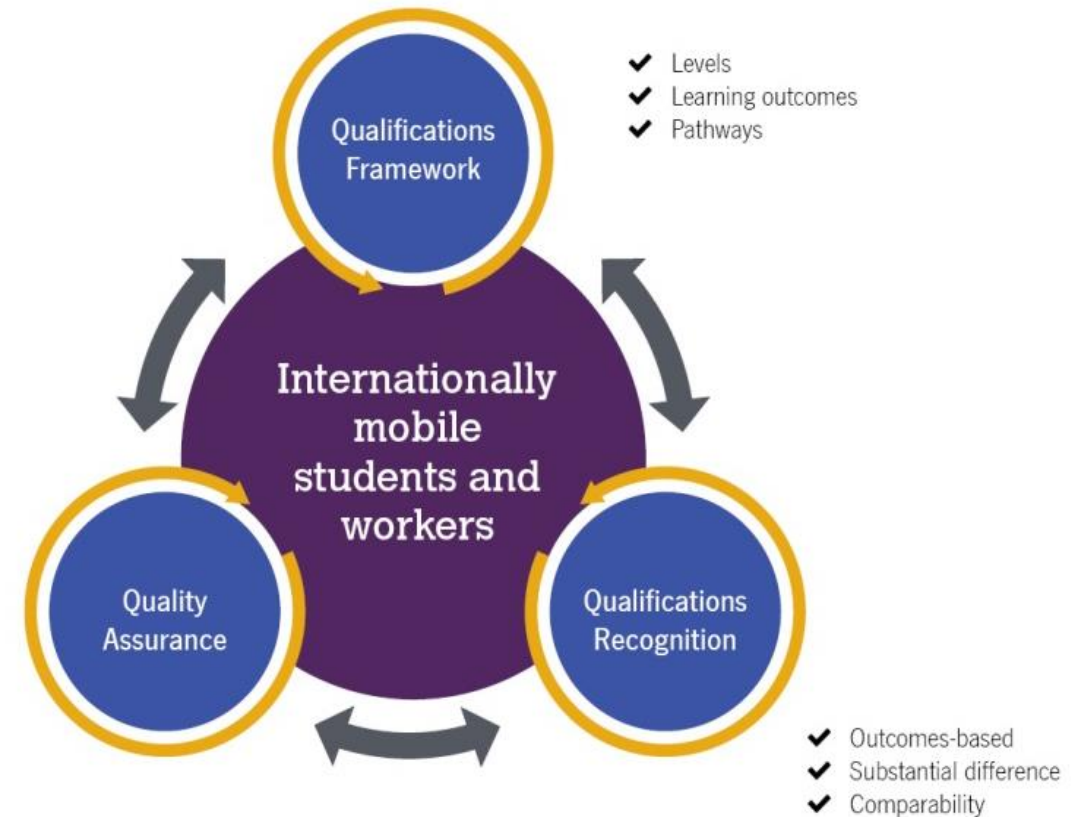 Qualifications
Framework
✔ Levels
✔ Learning outcomes
✔ Pathways
Internationally
mobile
students and
workers
Quality
Assurance
Qualifications
Recognition
✔ Outcomes-based
✔ Substantial difference
✔ Comparability